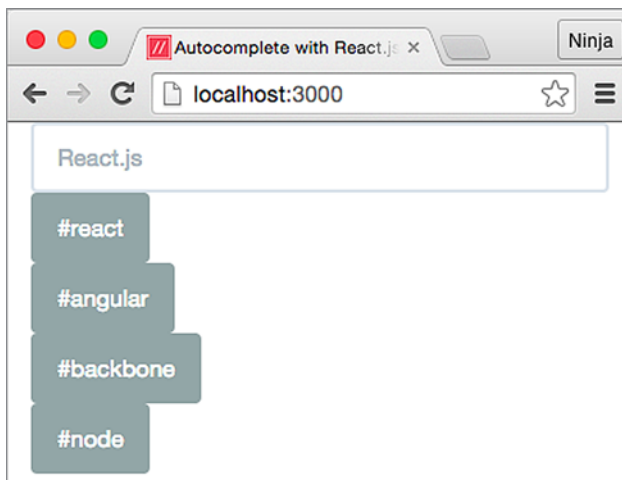 Autocomplete with React.js
Ninja
localhost:3000
React.js
#react
#angular
#backbone
#node